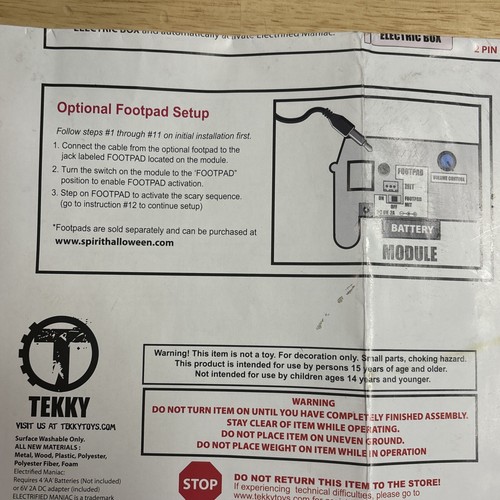 ELECTRIC BOX and automatically activate Electrified Maniac.
ELECTRIC BOX
2 PIN
Optional Footpad Setup
Follow steps #1 through #11 on initial installation first.
1. Connect the cable from the optional footpad to the
jack labeled FOOTPAD located on the module.
2. Turn the switch on the module to the 'FOOTPAD"
position to enable FOOTPAD activation.
3. Step on FOOTPAD to activate the scary sequence.
(go to instruction #12 to continue setup)
*Footpads are sold separately and can be purchased at
www.spirithalloween.com
FOOTPAD
VOLUME CONTROL
ON
FOOTPAD
OFF
BATTERY
MODULE
TEKKY
VISIT US AT TEKKYTOYS.COM
Surface Washable Only.
ALL NEW MATERIALS :
Metal, Wood, Plastic, Polyester,
Polyester Fiber, Foam
Electrified Maniac:
Requires 4 'AA' Batteries (Not included)
or 6V 2A DC adapter (included)
ELECTRIFIED MANIAC is a trademark
Warning! This item is not a toy. For decoration only. Small parts, choking hazard.
This product is intended for use by persons 15 years of age and older.
Not intended for use by children ages 14 years and younger.
WARNING
DO NOT TURN ITEM ON UNTIL YOU HAVE COMPLETELY FINISHED ASSEMBLY.
STAY CLEAR OF ITEM WHILE OPERATING.
DO NOT PLACE ITEM ON UNEVEN GROUND.
DO NOT PLACE WEIGHT ON ITEM WHILE IN OPERATION
STOP
DO NOT RETURN THIS ITEM TO THE STORE!
If experiencing technical difficulties, please go to
www.tekkytoys.com for